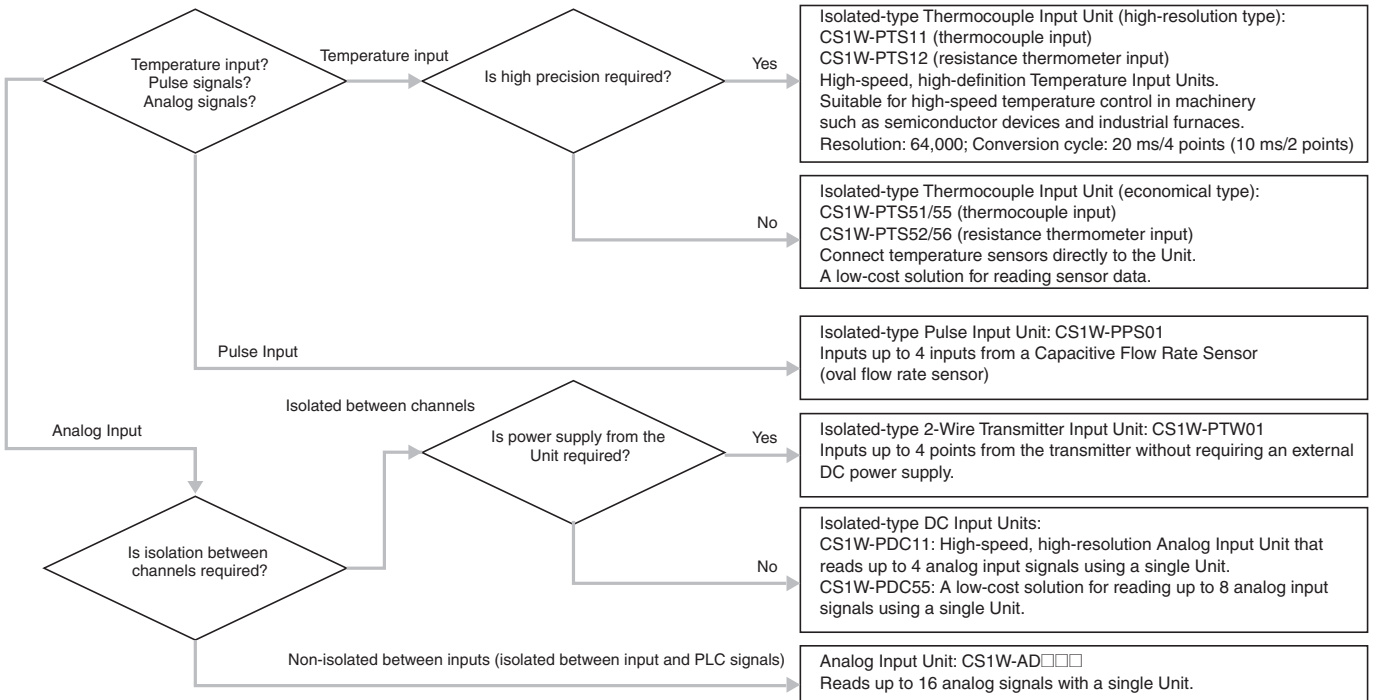 Temperature input?
Pulse signals?
Analog signals?
Temperature input
Is high precision required?
Yes
Isolated-type Thermocouple Input Unit (high-resolution type):
CS1W-PTS11 (thermocouple input)
CS1W-PTS12 (resistance thermometer input)
High-speed, high-definition Temperature Input Units.
Suitable for high-speed temperature control in machinery
such as semiconductor devices and industrial furnaces.
Resolution: 64,000; Conversion cycle: 20 ms/4 points (10 ms/2 points)
No
Isolated-type Thermocouple Input Unit (economical type):
CS1W-PTS51/55 (thermocouple input)
CS1W-PTS52/56 (resistance thermometer input)
Connect temperature sensors directly to the Unit.
A low-cost solution for reading sensor data.
Pulse Input
Isolated-type Pulse Input Unit: CS1W-PPS01
Inputs up to 4 inputs from a Capacitive Flow Rate Sensor
(oval flow rate sensor)
Analog Input
Is isolation between
channels required?
Isolated between channels
Is power supply from the
Unit required?
Yes
Isolated-type 2-Wire Transmitter Input Unit: CS1W-PTW01
Inputs up to 4 points from the transmitter without requiring an external
DC power supply.
No
Isolated-type DC Input Units:
CS1W-PDC11: High-speed, high-resolution Analog Input Unit that
reads up to 4 analog input signals using a single Unit.
CS1W-PDC55: A low-cost solution for reading up to 8 analog input
signals using a single Unit.
Non-isolated between inputs (isolated between input and PLC signals)
Analog Input Unit: CS1W-AD□□□
Reads up to 16 analog signals with a single Unit.